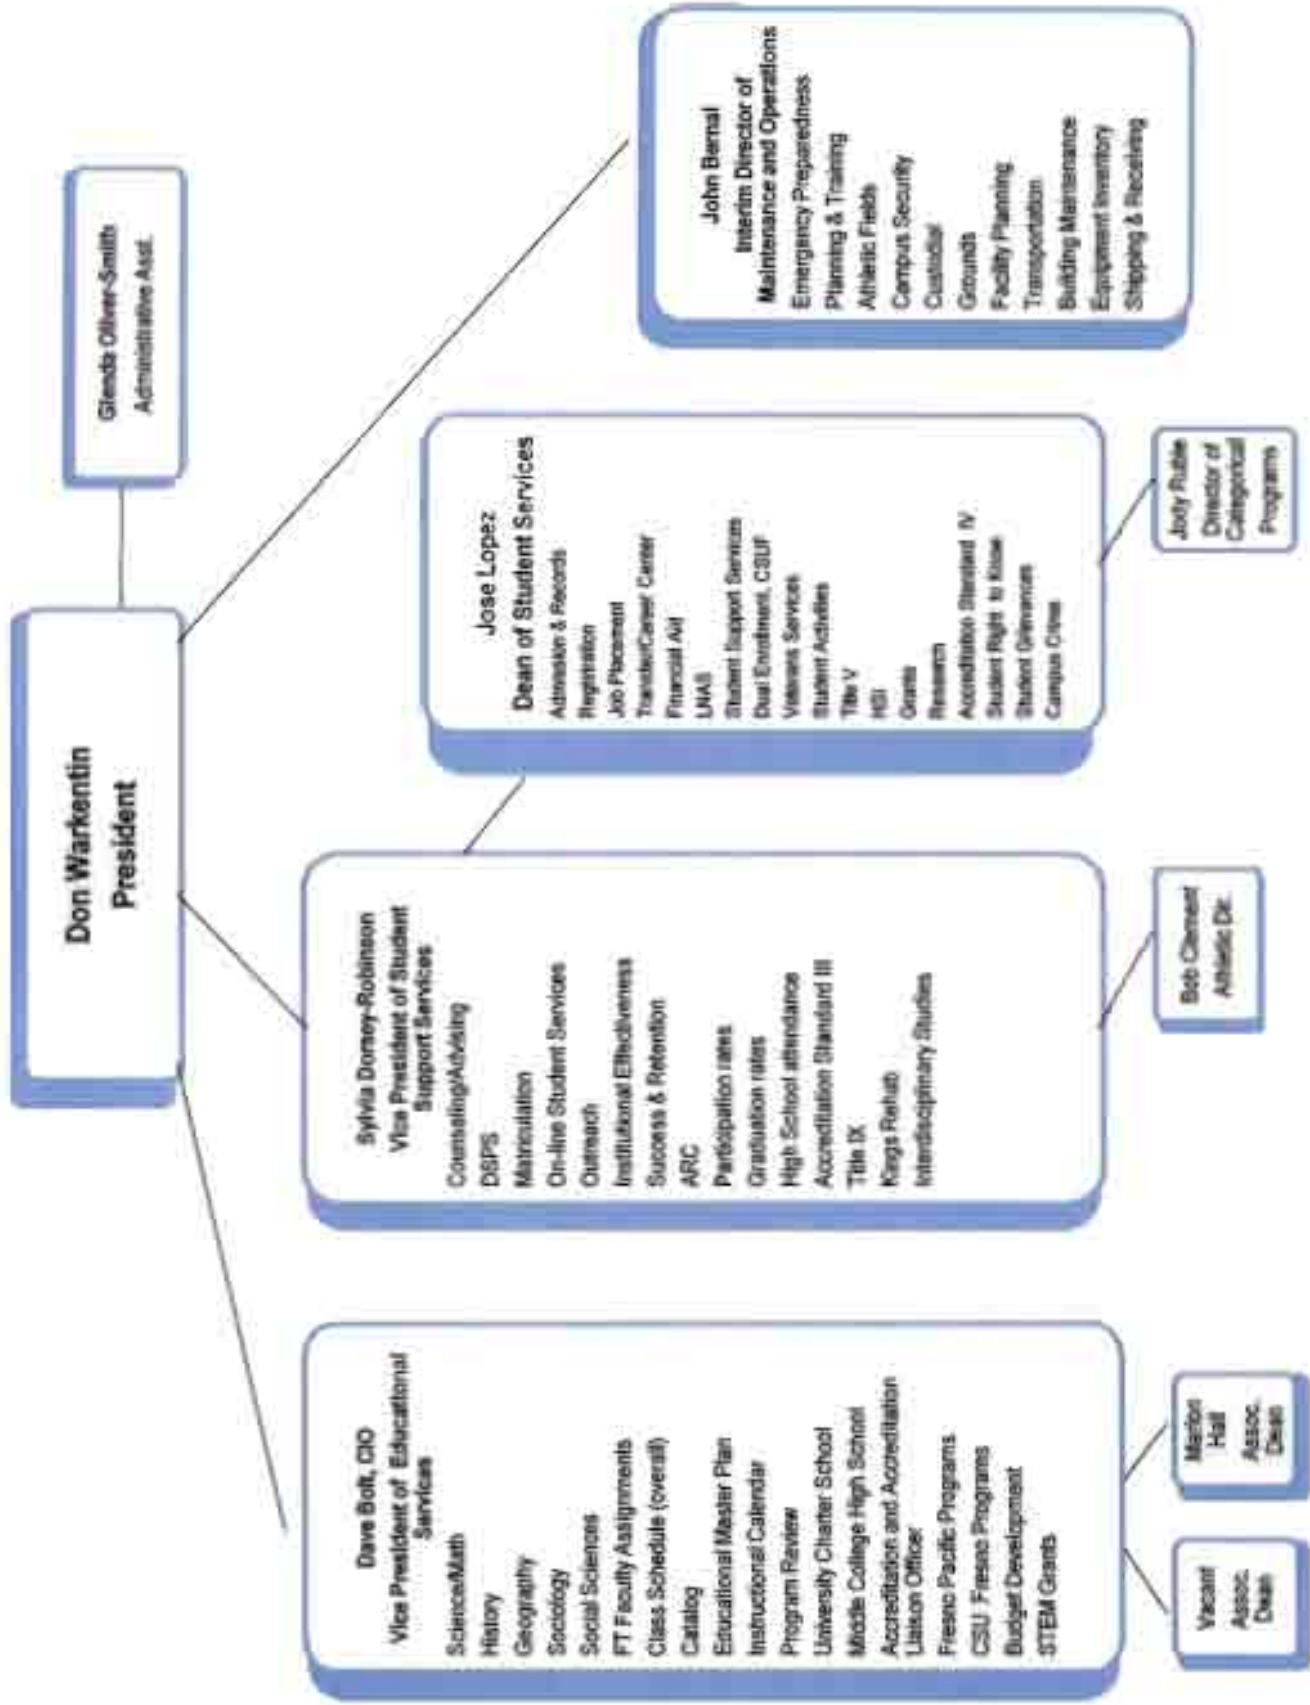 Don Warkentin
President
Glenda Oliver-Smith
Administrative Asst.
Dave Bolt, CIO
Vice President of Educational
Services
Science/Math
History
Geography
Sociology
Social Sciences
FT Faculty Assignments
Class Schedule (overall)
Catalog
Educational Master Plan
Instructional Calendar
Program Review
University Charter School
Middle College High School
Accreditation and Accreditation
Liaison Officer
Fresno Pacific Programs
CSU Fresno Programs
Budget Development
STEM Grants
Vacant
Assoc.
Dean
Marlon
Hall
Assoc.
Dean
Sylvia Dorsey-Robinson
Vice President of Student
Support Services
Counseling/Advising
DSPS
Matriculation
On-line Student Services
Outreach
Institutional Effectiveness
Success & Retention
ARC
Participation rates
Graduation rates
High School attendance
Accreditation Standard III
Title IX
Kings Rehab
Interdisciplinary Studies
Bob Clement
Athletic Dir.
Jose Lopez
Dean of Student Services
Admission & Records
Registration
Job Placement
Transfer/Career Center
Financial Aid
LNAS
Student Support Services
Dual Enrollment, CSUF
Veterans Services
Student Activities
Title V
HSI
Grants
Research
Accreditation Standard IV
Student Right to Know
Student Grievances
Campus Crime
Jody Ruble
Director of
Categorical
Programs
John Bernal
Interim Director of
Maintenance and Operations
Emergency Preparedness
Planning & Training
Athletic Fields
Campus Security
Custodial
Grounds
Facility Planning
Transportation
Building Maintenance
Equipment Inventory
Shipping & Receiving